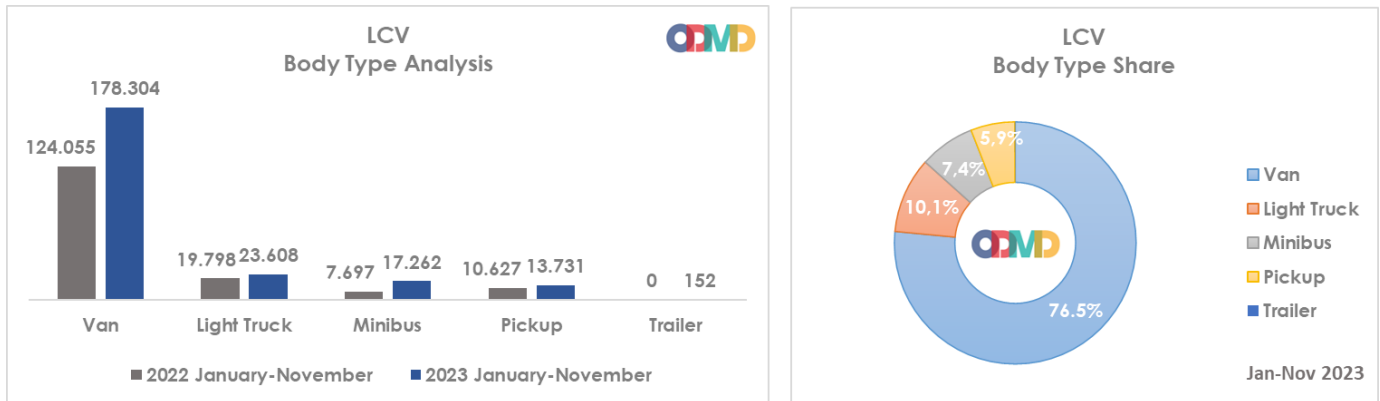 LCV
Body Type Analysis
ODMD
178.304
124.055
19.798 23.608
7.697 17.262
10.627 13.731
0 152
Van Light Truck Minibus Pickup Trailer
2022 January-November 2023 January-November
LCV
Body Type Share
5,9%
7,4%
10,1%
76.5%
ODMD
Van
Light Truck
Minibus
Pickup
Trailer
Jan-Nov 2023